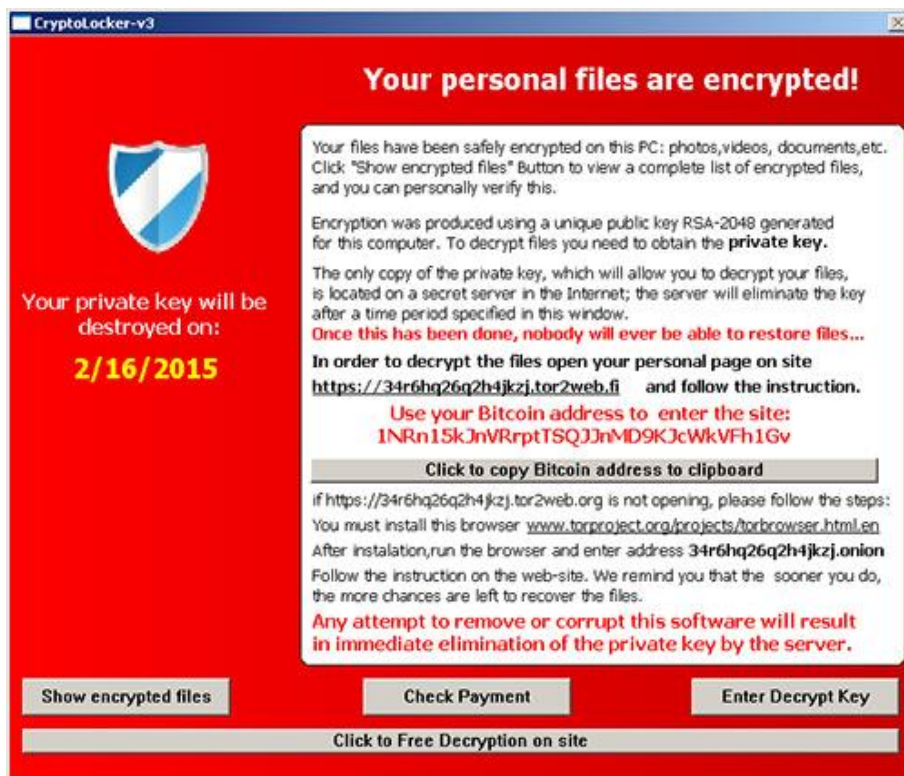 CryptoLocker-v3
Your personal files are encrypted!
Your private key will be
destroyed on:
2/16/2015
Your files have been safely encrypted on this PC: photos,videos, documents,etc.
Click "Show encrypted files" Button to view a complete list of encrypted files,
and you can personally verify this.
Encryption was produced using a unique public key RSA-2048 generated
for this computer. To decrypt files you need to obtain the private key.
The only copy of the private key, which will allow you to decrypt your files,
is located on a secret server in the Internet; the server will eliminate the key
after a time period specified in this window.
Once this has been done, nobody will ever be able to restore files...
In order to decrypt the files open your personal page on site
https://34r6hq26q2h4jkzj.tor2web.fi and follow the instruction.
Use your Bitcoin address to enter the site:
1NRn15kJnVRrptTSQJJnMD9KJcWkVFh1Gv
Click to copy Bitcoin address to clipboard
if https://34r6hq26q2h4jkzj.tor2web.org is not opening, please follow the steps:
You must install this browser www.torproject.org/projects/torbrowser.html.en
After instalation,run the browser and enter address 34r6hq26q2h4jkzj.onion
Follow the instruction on the web-site. We remind you that the sooner you do,
the more chances are left to recover the files.
Any attempt to remove or corrupt this software will result
in immediate elimination of the private key by the server.
Show encrypted files
Check Payment
Enter Decrypt Key
Click to Free Decryption on site